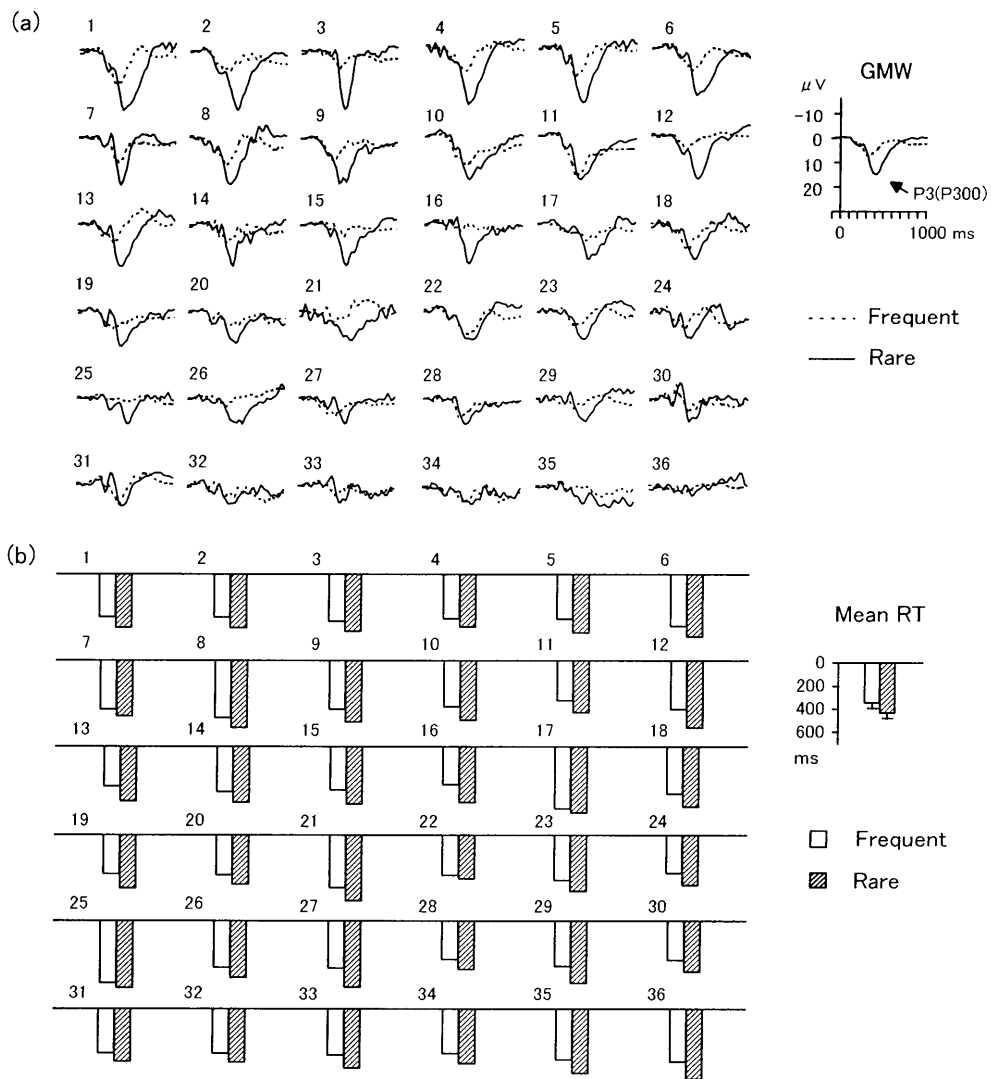 (a)
1 2 3 4 5 6
GMW
μV
-10
0
10
20
P3(P300)
0 1000 ms
7 8 9 10 11 12
13 14 15 16 17 18
19 20 21 22 23 24
Frequent
Rare
25 26 27 28 29 30
31 32 33 34 35 36
(b)
1 2 3 4 5 6
Mean RT
0
200
400
600
ms
7 8 9 10 11 12
13 14 15 16 17 18
19 20 21 22 23 24
Frequent
Rare
25 26 27 28 29 30
31 32 33 34 35 36